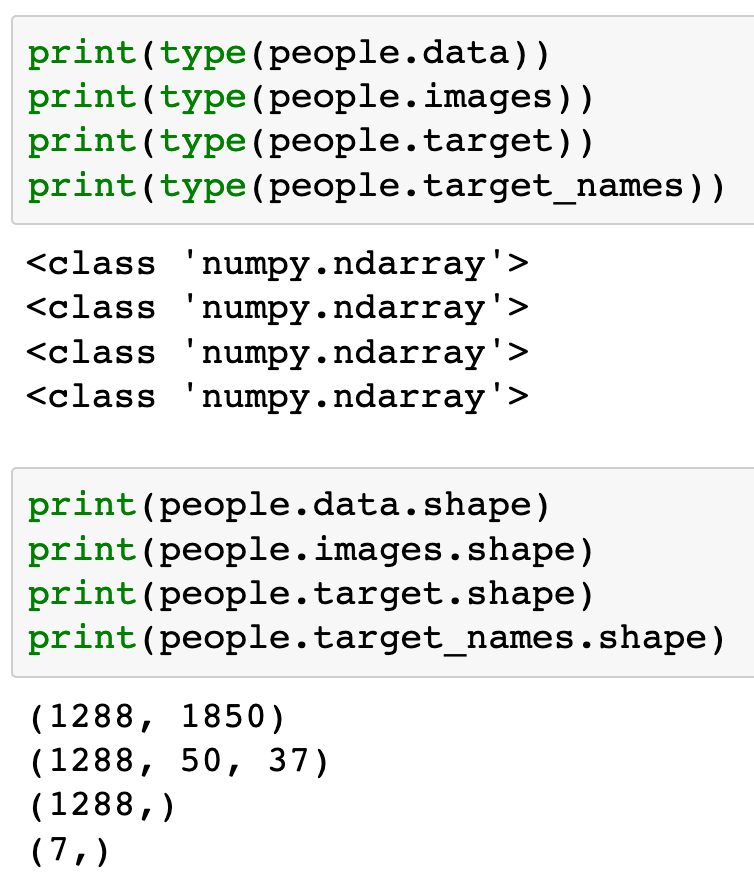 print(type(people.data))
print(type(people.images))
print(type(people.target))
print(type(people.target_names))
<class 'numpy.ndarray'>
<class 'numpy.ndarray'>
<class 'numpy.ndarray'>
<class 'numpy.ndarray'>
print(people.data.shape)
print(people.images.shape)
print(people.target.shape)
print(people.target_names.shape)
(1288, 1850)
(1288, 50, 37)
(1288,)
(7,)